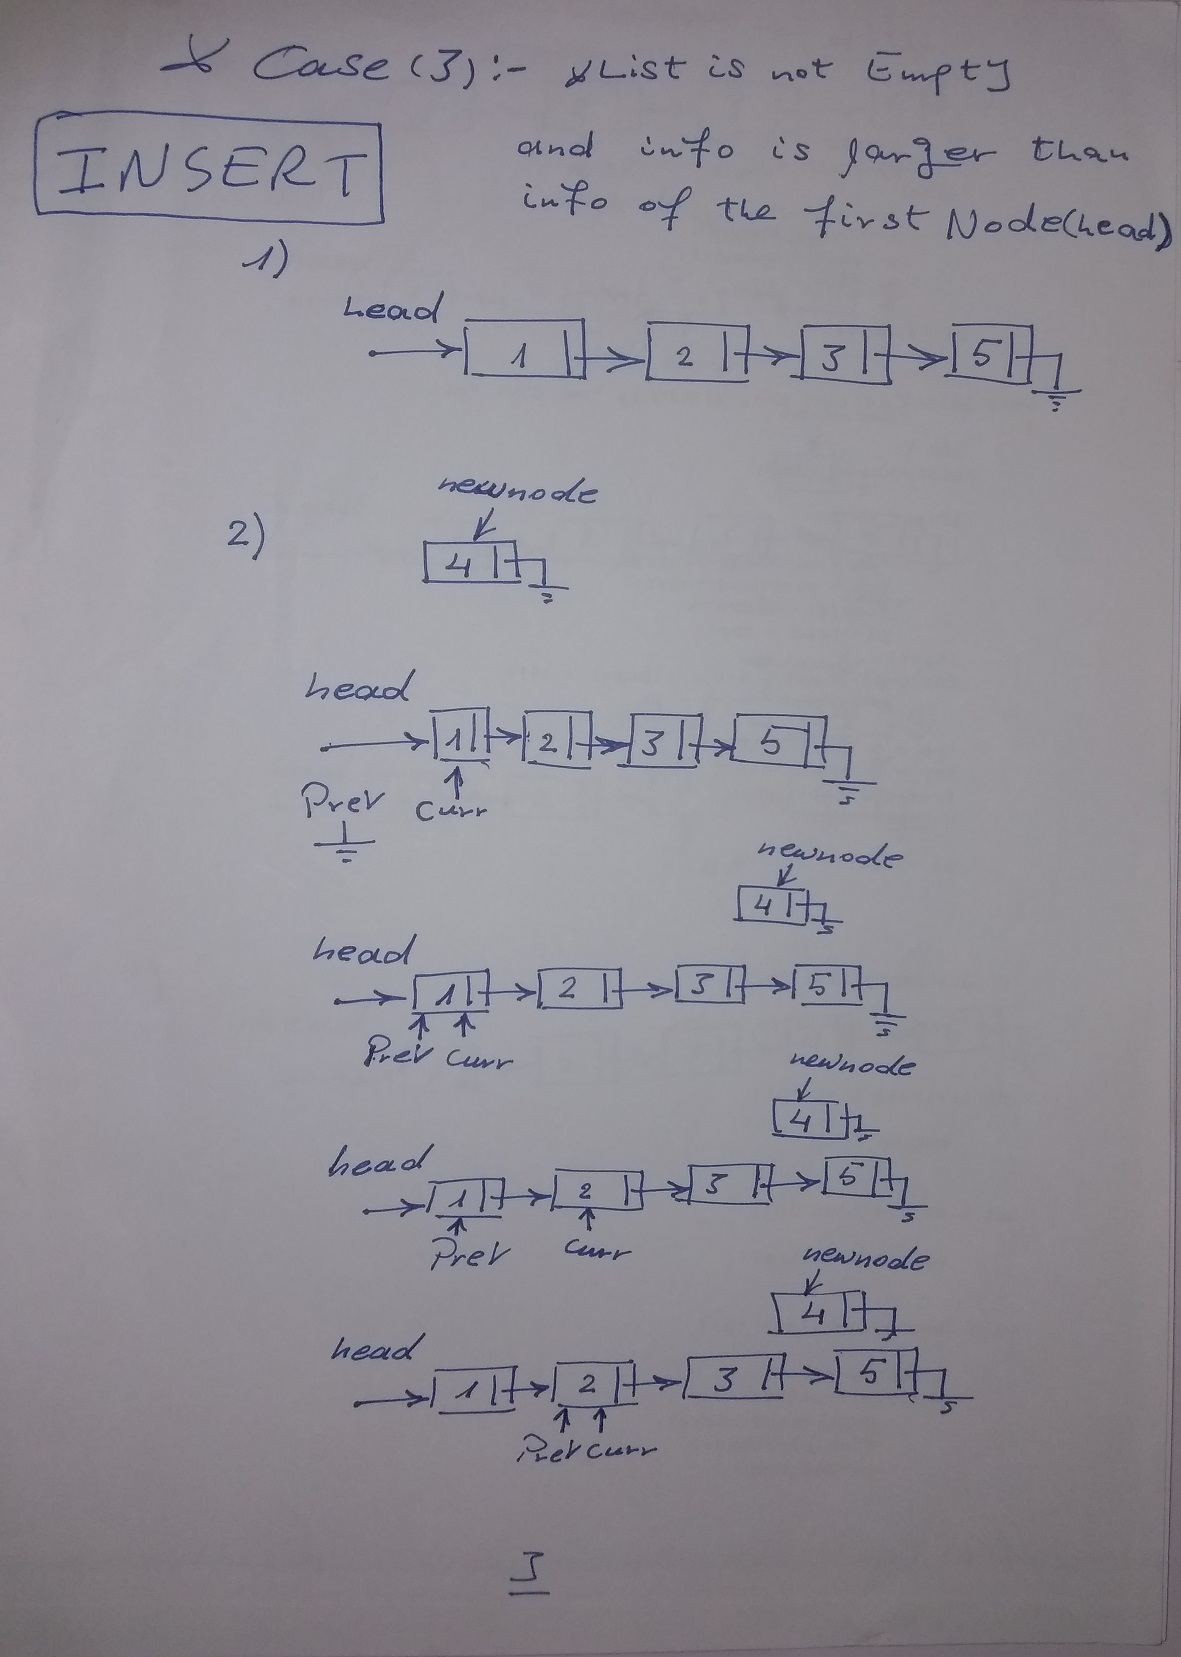 * Case (3):- *List is not Empty
INSERT
and info is larger than
info of the first Node(head)
1)
head
1 2 3 5
newnode
2)
4
head
1 2 3 5
Prev curr
newnode
4
head
1 2 3 5
Prev curr
newnode
4
head
1 2 3 5
Prev curr
newnode
4
head
1 2 3 5
Prev curr
3